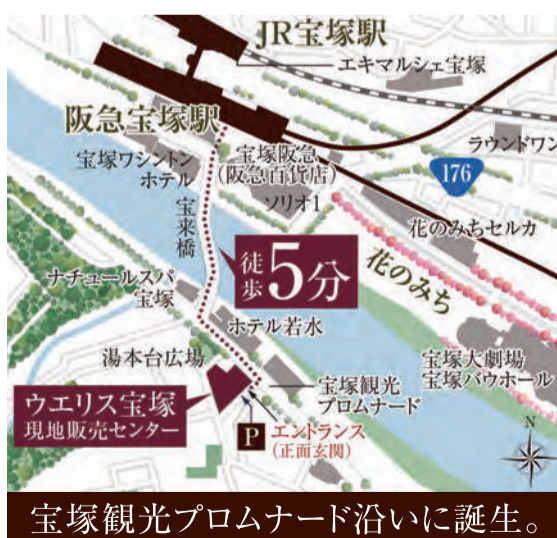 JR宝塚駅
エキマルシェ宝塚
阪急宝塚駅
ラウンドワン
宝塚ワシントン
ホテル
宝塚阪急
(阪急百貨店)
176
ソリオ1
花のみちセルカ
宝来橋
徒歩5分
花のみち
ナチュールスパ
宝塚
ホテル若水
湯本台広場
宝塚大劇場
宝塚バウホール
宝塚観光
プロムナード
ウエリス宝塚
現地販売センター
P
エントランス
(正面玄関)
N
宝塚観光プロムナード沿いに誕生。